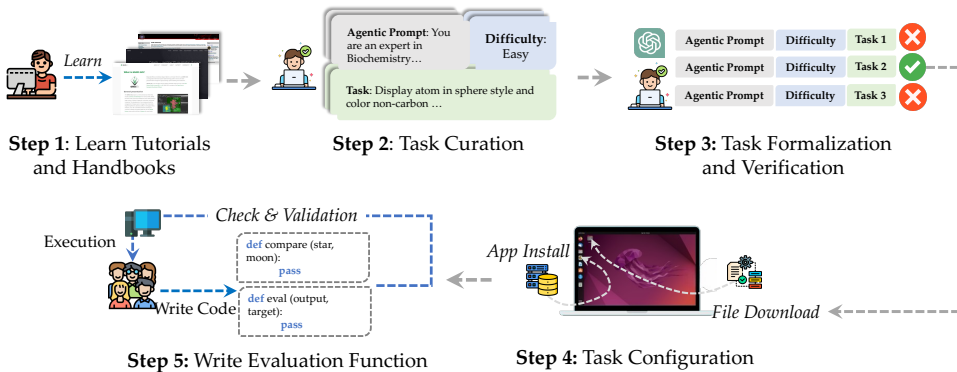 Learn
Step 1: Learn Tutorials
and Handbooks
Agentic Prompt: You
are an expert in
Biochemistry…
Difficulty:
Easy
Task: Display atom in sphere style and
color non-carbon …
Step 2: Task Curation
Agentic Prompt Difficulty Task 1
Agentic Prompt Difficulty Task 2
Agentic Prompt Difficulty Task 3
Step 3: Task Formalization
and Verification
App Install
File Download
Step 4: Task Configuration
Check & Validation
Execution
Write Code
def compare (star,
moon):
pass
def eval (output,
target):
pass
Step 5: Write Evaluation Function